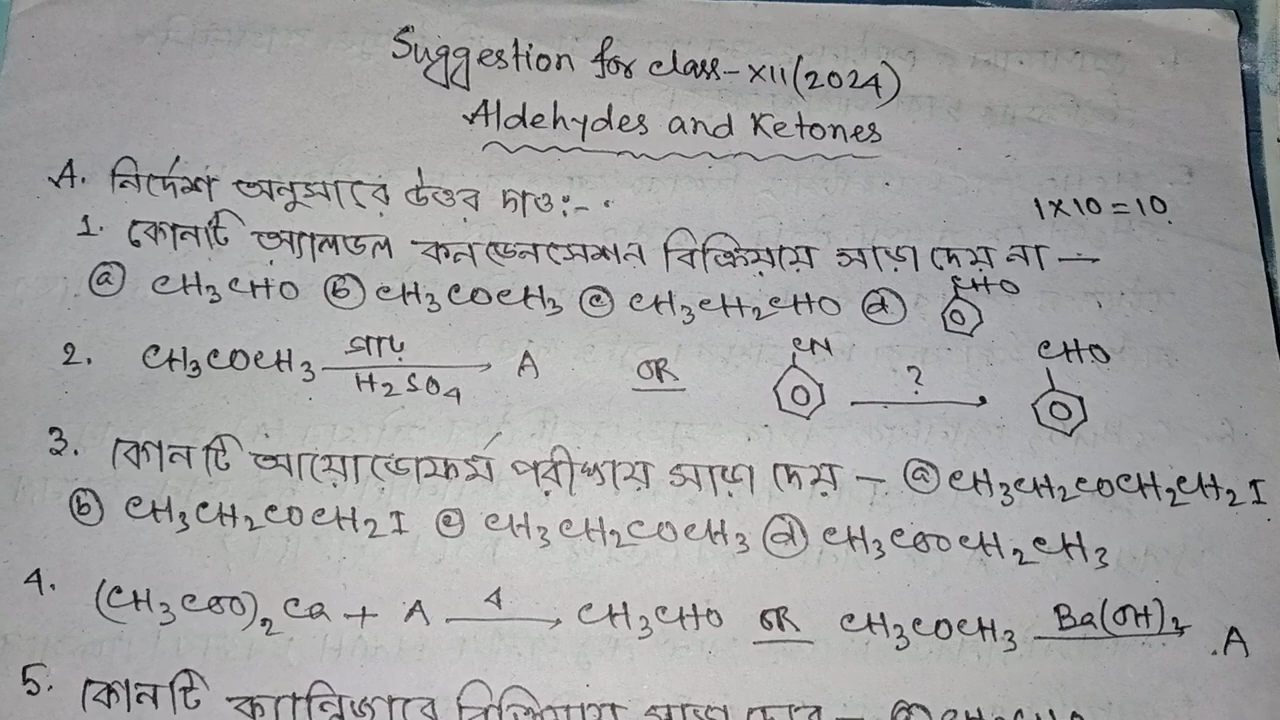 Suggestion for class-XII(2024)
Aldehydes and Ketones
A. নির্দেশ অনুসারে উত্তর দাও:-
1×10=10.
1. কোনটি অ্যালডল কনডেনসেশন বিক্রিয়ায় সাড়া দেয় না —
ⓐ CH3CHO ⓑ CH3COCH3 ⓒ CH3CH2CHO ⓓ CHO
2. CH3COCH3 গাঢ় H2SO4 A OR CN ? CHO
3. কোনটি আয়োডোফর্ম পরীক্ষায় সাড়া দেয় — ⓐ CH3CH2COCH2CH2I
ⓑ CH3CH2COCH2I ⓒ CH3CH2COCH3 ⓓ CH3COOCH2CH3
4. (CH3COO)2Ca + A Δ CH3CHO OR CH3COCH3 Ba(OH)2 A
5. কোনটি ক্যানিজারো বিক্রিয়ায় সাড়া